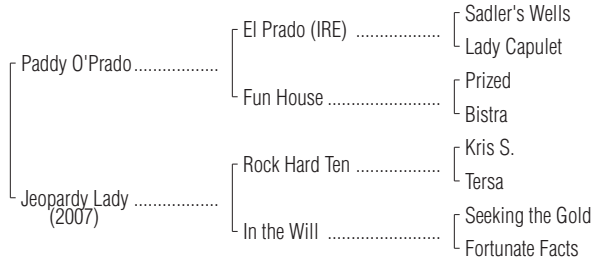 Sadler's Wells
El Prado (IRE) ..................
Lady Capulet
Paddy O'Prado ..................
Prized
Fun House ........................
Bistra
Kris S.
Rock Hard Ten ..................
Tersa
Jeopardy Lady ..................
(2007)
Seeking the Gold
In the Will ........................
Fortunate Facts